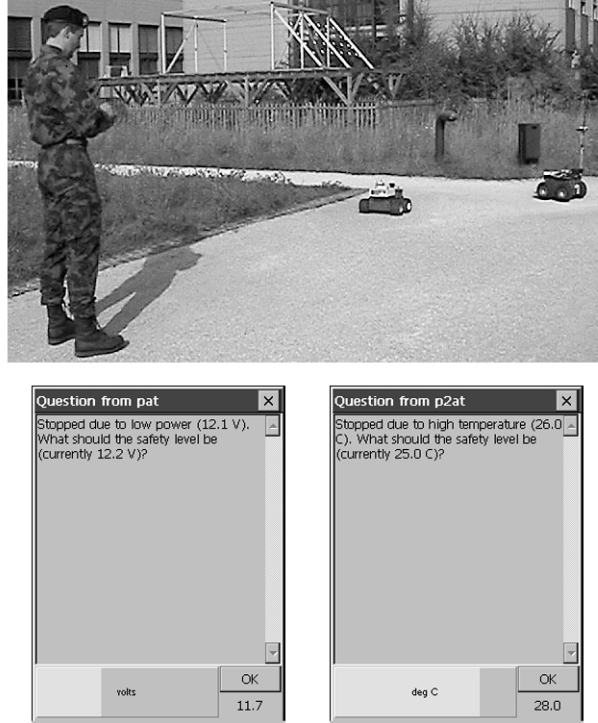 Question from pat
Stopped due to low power (12.1 V).
What should the safety level be
(currently 12.2 V)?
volts
OK
11.7
Question from p2at
Stopped due to high temperature (26.0
C). What should the safety level be
(currently 25.0 C)?
deg C
OK
28.0